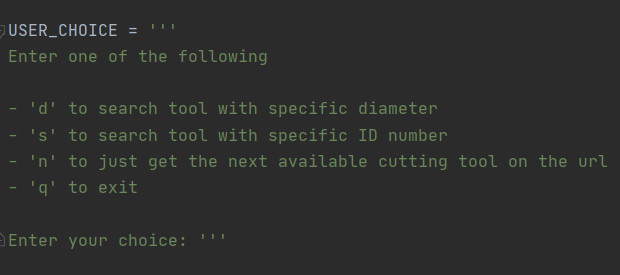 USER_CHOICE = '''
Enter one of the following
- 'd' to search tool with specific diameter
- 's' to search tool with specific ID number
- 'n' to just get the next available cutting tool on the url
- 'q' to exit
Enter your choice: '''